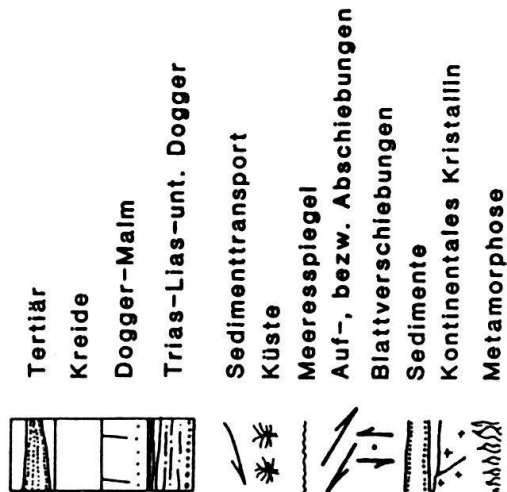 Tertiär
Kreide
Dogger-Malm
Trias-Lias-unt. Dogger
Sedimenttransport
Küste
Meeresspiegel
Auf-, bezw. Abschiebungen
Blattverschiebungen
Sedimente
Kontinentales Kristallin
Metamorphose